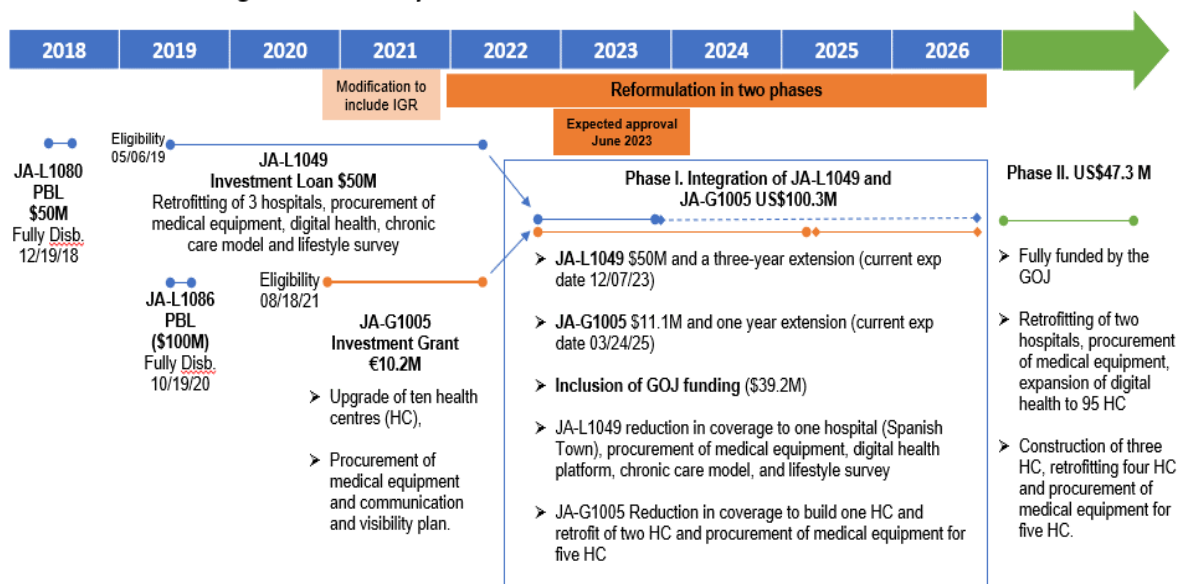 2018 2019 2020 2021 2022 2023 2024 2025 2026
Modification to
include IGR
Reformulation in two phases
Expected approval
June 2023
JA-L1080
PBL
$50M
Fully Disb.
12/19/18
Eligibility
05/06/19
JA-L1049
Investment Loan $50M
Retrofitting of 3 hospitals, procurement of
medical equipment, digital health, chronic
care model and lifestyle survey
JA-L1086
PBL
($100M)
Fully Disb.
10/19/20
Eligibility
08/18/21
JA-G1005
Investment Grant
€10.2M
➢ Upgrade of ten health
centres (HC),
➢ Procurement of
medical equipment
and communication
and visibility plan.
Phase I. Integration of JA-L1049 and
JA-G1005 US$100.3M
➢ JA-L1049 $50M and a three-year extension (current exp
date 12/07/23)
➢ JA-G1005 $11.1M and one year extension (current exp
date 03/24/25)
➢ Inclusion of GOJ funding ($39.2M)
➢ JA-L1049 reduction in coverage to one hospital (Spanish
Town), procurement of medical equipment, digital health
platform, chronic care model, and lifestyle survey
➢ JA-G1005 Reduction in coverage to build one HC and
retrofit of two HC and procurement of medical equipment for
five HC
Phase II. US$47.3 M
➢ Fully funded by the
GOJ
➢ Retrofitting of two
hospitals, procurement
of medical equipment,
expansion of digital
health to 95 HC
➢ Construction of three
HC, retrofitting four HC
and procurement of
medical equipment for
five HC.